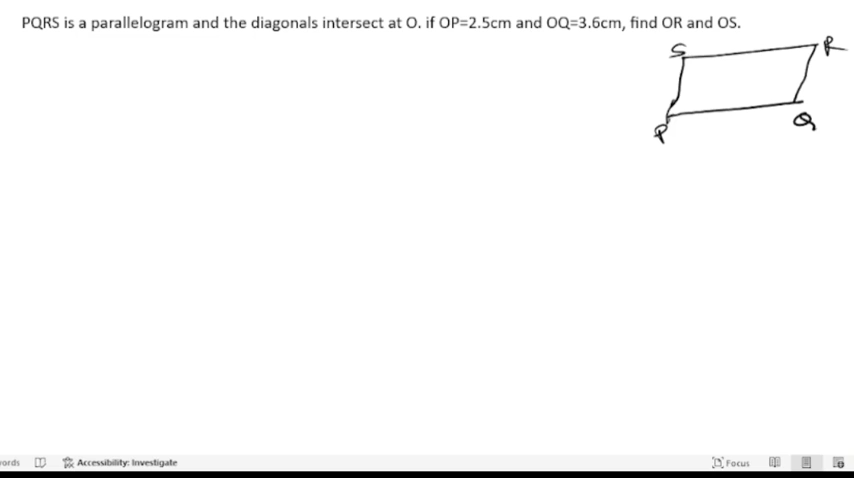 PQRS is a parallelogram and the diagonals intersect at O. if OP=2.5cm and OQ=3.6cm, find OR and OS.
S R
P Q
Accessibility: Investigate Focus